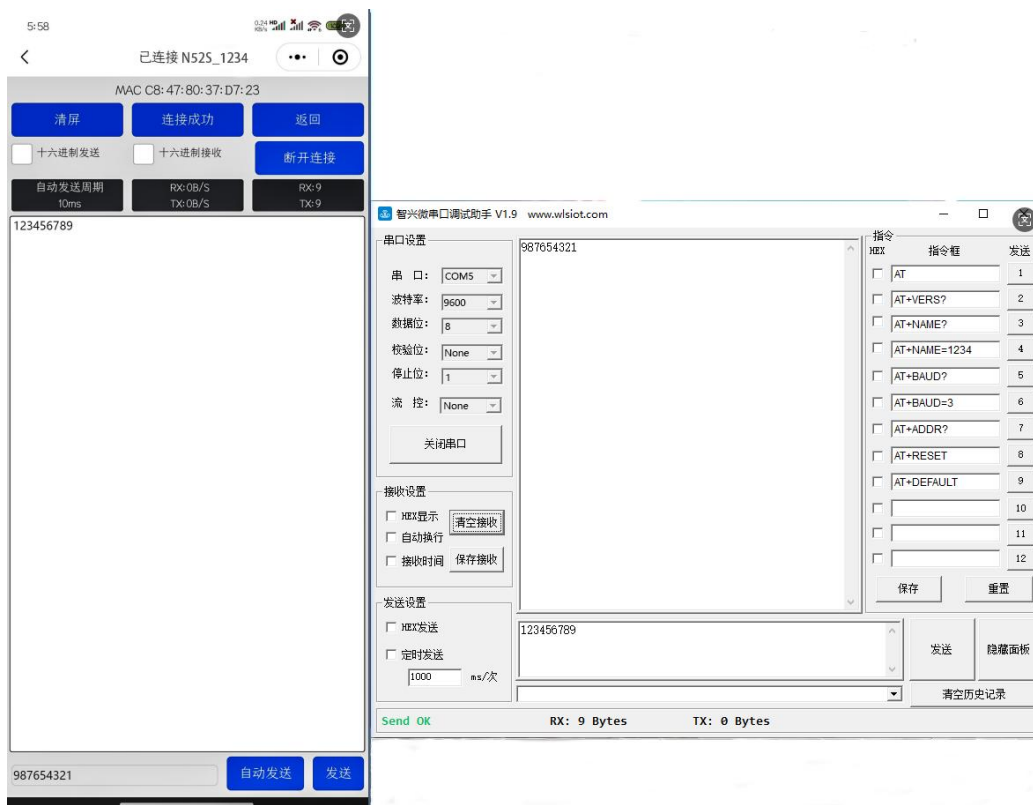 5:58
0.24 KB/s HD
已连接 N52S_1234
MAC C8:47:80:37:D7:23
清屏 连接成功 返回
十六进制发送 十六进制接收 断开连接
自动发送周期 RX:0B/S RX:9
10ms TX:0B/S TX:9
123456789
987654321 自动发送 发送
智兴微串口调试助手 V1.9 www.wlsiot.com
串口设置
串 口: COM5
波特率: 9600
数据位: 8
校验位: None
停止位: 1
流 控: None
关闭串口
接收设置
HEX显示 清空接收
自动换行
接收时间 保存接收
发送设置
HEX发送
定时发送
1000 ms/次
987654321
123456789
指令
HEX 指令框 发送
AT 1
AT+VERS? 2
AT+NAME? 3
AT+NAME=1234 4
AT+BAUD? 5
AT+BAUD=3 6
AT+ADDR? 7
AT+RESET 8
AT+DEFAULT 9
10
11
12
保存 重置
发送 隐藏面板
清空历史记录
Send OK RX: 9 Bytes TX: 0 Bytes